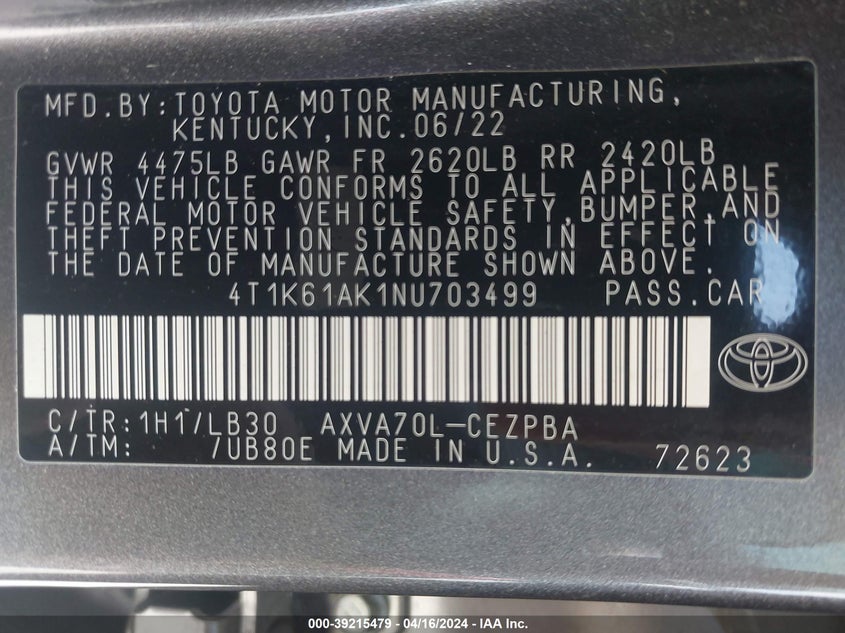 MFD.BY:TOYOTA MOTOR MANUFACTURING,
KENTUCKY,INC.06/22
GVWR 4475LB GAWR FR 2620LB RR 2420LB
THIS VEHICLE CONFORMS TO ALL APPLICABLE
FEDERAL MOTOR VEHICLE SAFETY,BUMPER,AND
THEFT PREVENTION STANDARDS IN EFFECT ON
THE DATE OF MANUFACTURE SHOWN ABOVE.
4T1K61AK1NU703499 PASS.CAR
C/TR:1H1/LB30 AXVA70L-CEZPBA
A/TM: /UB80E MADE IN U.S.A. 72623
000-39215479 - 04/16/2024 - IAA Inc.